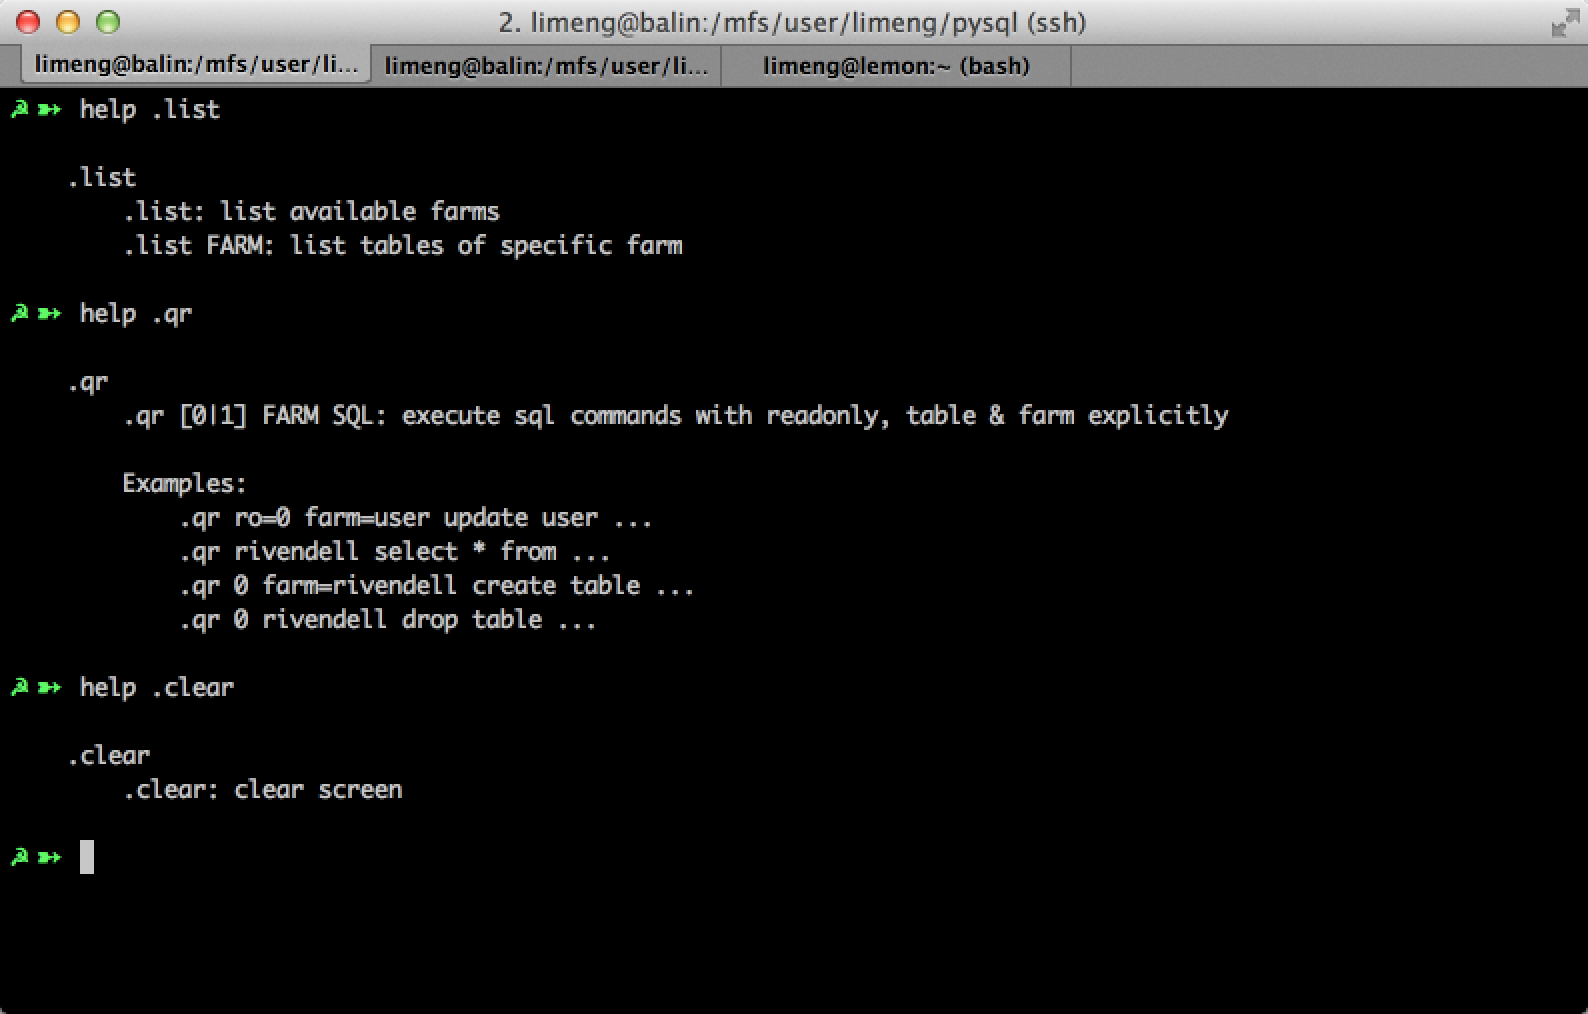 2. limeng@balin:/mfs/user/limeng/pysql (ssh)
limeng@balin:/mfs/user/li... limeng@balin:/mfs/user/li... limeng@lemon:~ (bash)
☭ ➳ help .list
.list
.list: list available farms
.list FARM: list tables of specific farm
☭ ➳ help .qr
.qr
.qr [0|1] FARM SQL: execute sql commands with readonly, table & farm explicitly
Examples:
.qr ro=0 farm=user update user ...
.qr rivendell select * from ...
.qr 0 farm=rivendell create table ...
.qr 0 rivendell drop table ...
☭ ➳ help .clear
.clear
.clear: clear screen
☭ ➳